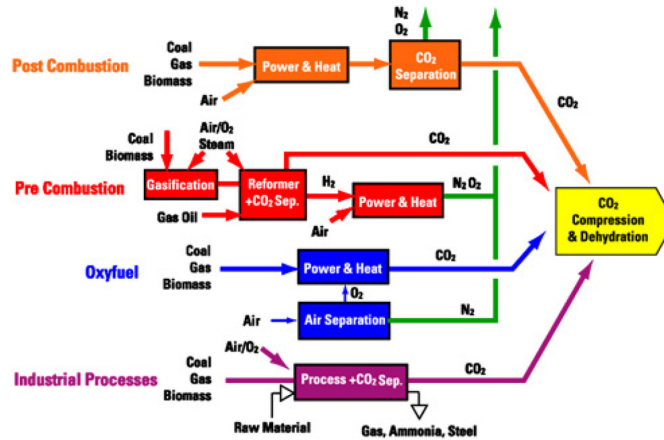 N₂
O₂
Post Combustion
Coal
Gas
Biomass
Air
Power & Heat
CO₂
Separation
CO₂
Pre Combustion
Coal
Biomass
Air/O₂
Steam
Gasification
Gas Oil
Reformer
+CO₂ Sep.
H₂
Air
Power & Heat
CO₂
N₂ O₂
CO₂
Compression
& Dehydration
Oxyfuel
Coal
Gas
Biomass
Power & Heat
CO₂
O₂
Air
Air Separation
N₂
Industrial Processes
Air/O₂
Coal
Gas
Biomass
Process +CO₂ Sep.
CO₂
Raw Material
Gas, Ammonia, Steel